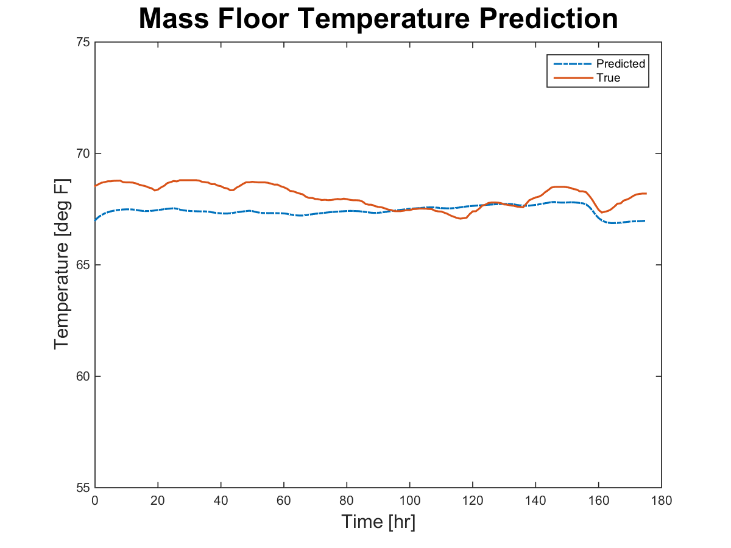 Mass Floor Temperature Prediction
75
70
65
60
55
Temperature [deg F]
Predicted
True
0 20 40 60 80 100 120 140 160 180
Time [hr]